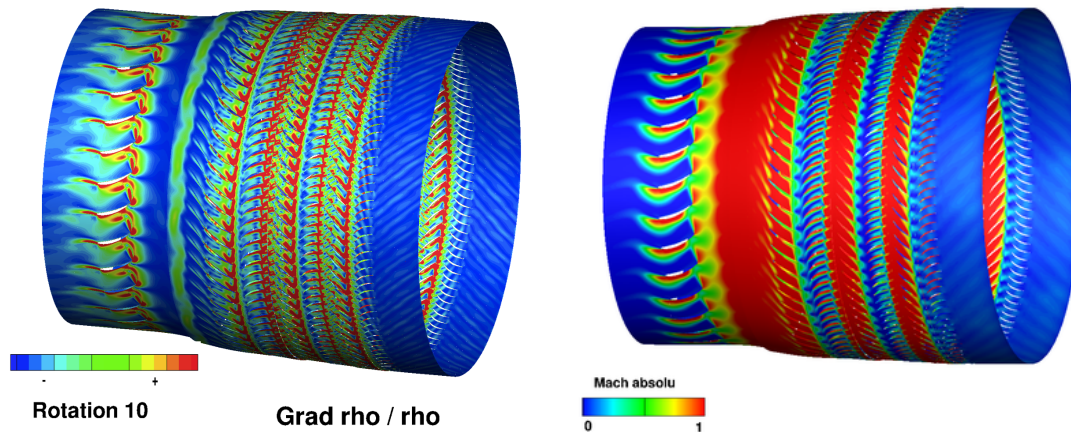 - +
Rotation 10
Grad rho / rho
Mach absolu
0 1